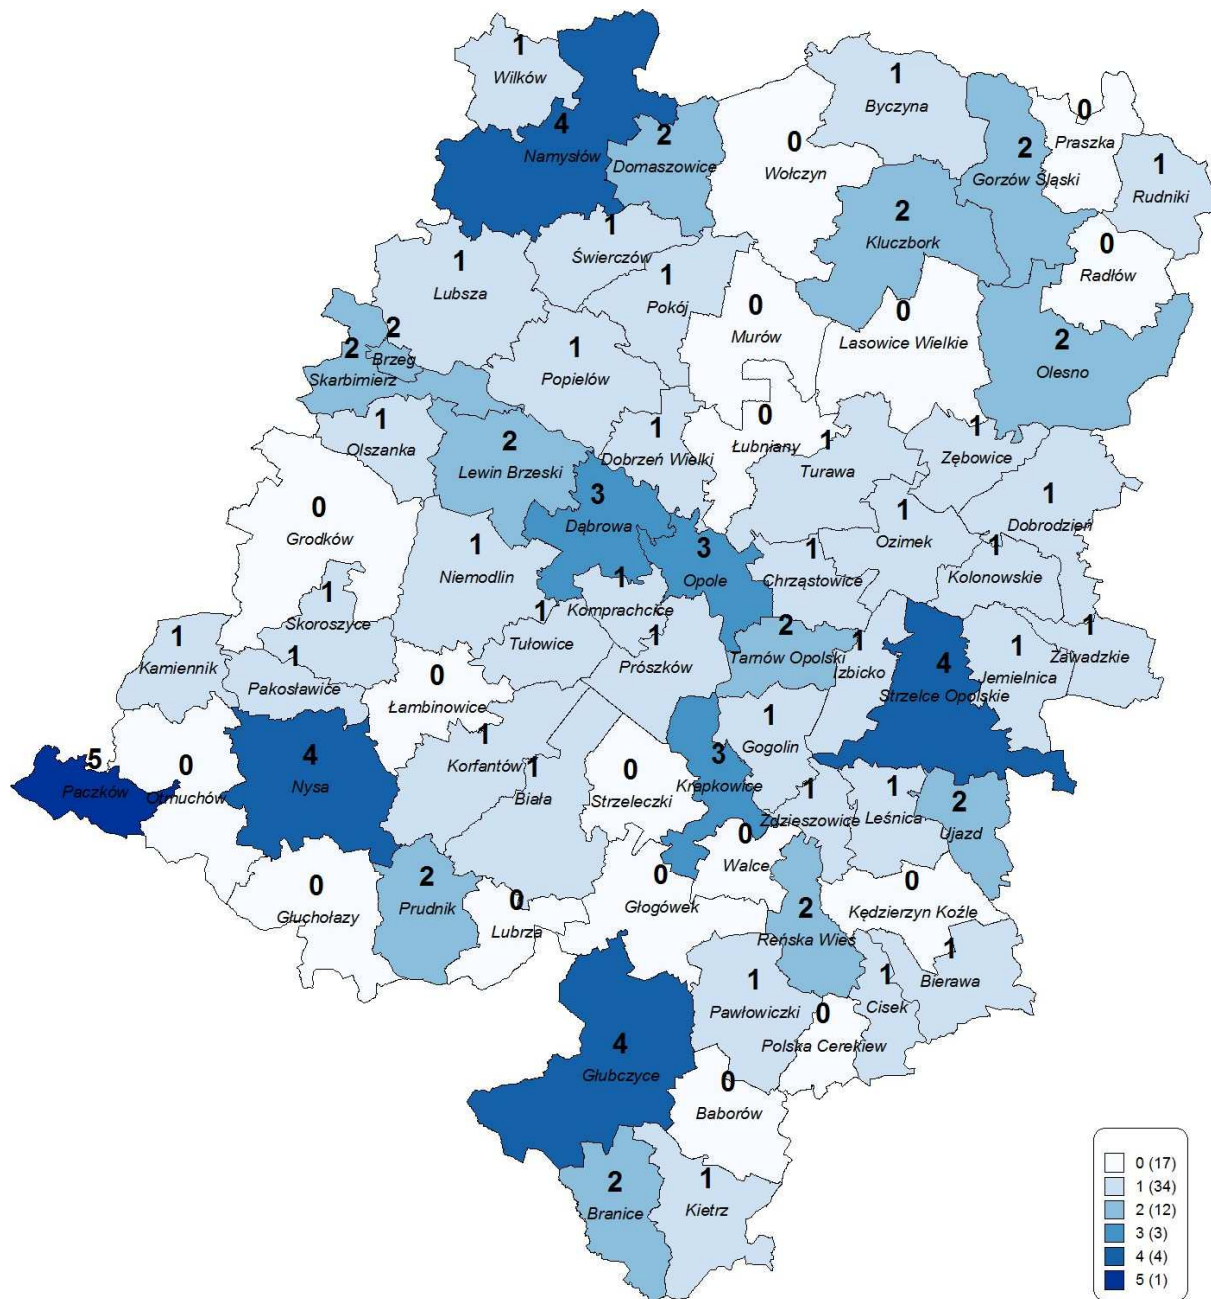 1
Wilków
4
Namysłów
2
Domaszowice
0
Wołczyn
1
Byczyna
2
Gorzów Śląski
0
Praszka
1
Rudniki
2
Kluczbork
0
Radłów
1
Świerczów
1
Lubsza
1
Pokój
0
Murów
0
Lasowice Wielkie
2
Olesno
2
Brzeg
2
Skarbimierz
1
Popielów
1
Olszanka
2
Lewin Brzeski
1
Dobrzeń Wielki
0
Łubniany
1
Turawa
1
Zębowice
1
Dobrodzień
0
Grodków
3
Dąbrowa
1
Niemodlin
3
Opole
1
Chrząstowice
1
Ozimek
1
Kolonowskie
1
Skoroszyce
1
Komprachcice
1
Tułowice
1
Prószków
2
Tarnów Opolski
1
Izbicko
4
Strzelce Opolskie
1
Jemielnica
1
Zawadzkie
1
Kamiennik
1
Pakosławice
0
Łambinowice
5
Paczków
0
Otmuchów
4
Nysa
1
Korfantów
1
Biała
0
Strzeleczki
3
Krapkowice
1
Gogolin
1
Zdzieszowice
1
Leśnica
2
Ujazd
0
Walce
0
Głuchołazy
2
Prudnik
0
Lubrza
0
Głogówek
2
Reńska Wieś
0
Kędzierzyn Koźle
1
Bierawa
1
Cisek
1
Pawłowiczki
0
Polska Cerekiew
4
Głubczyce
0
Baborów
2
Branice
1
Kietrz
0 (17)
1 (34)
2 (12)
3 (3)
4 (4)
5 (1)